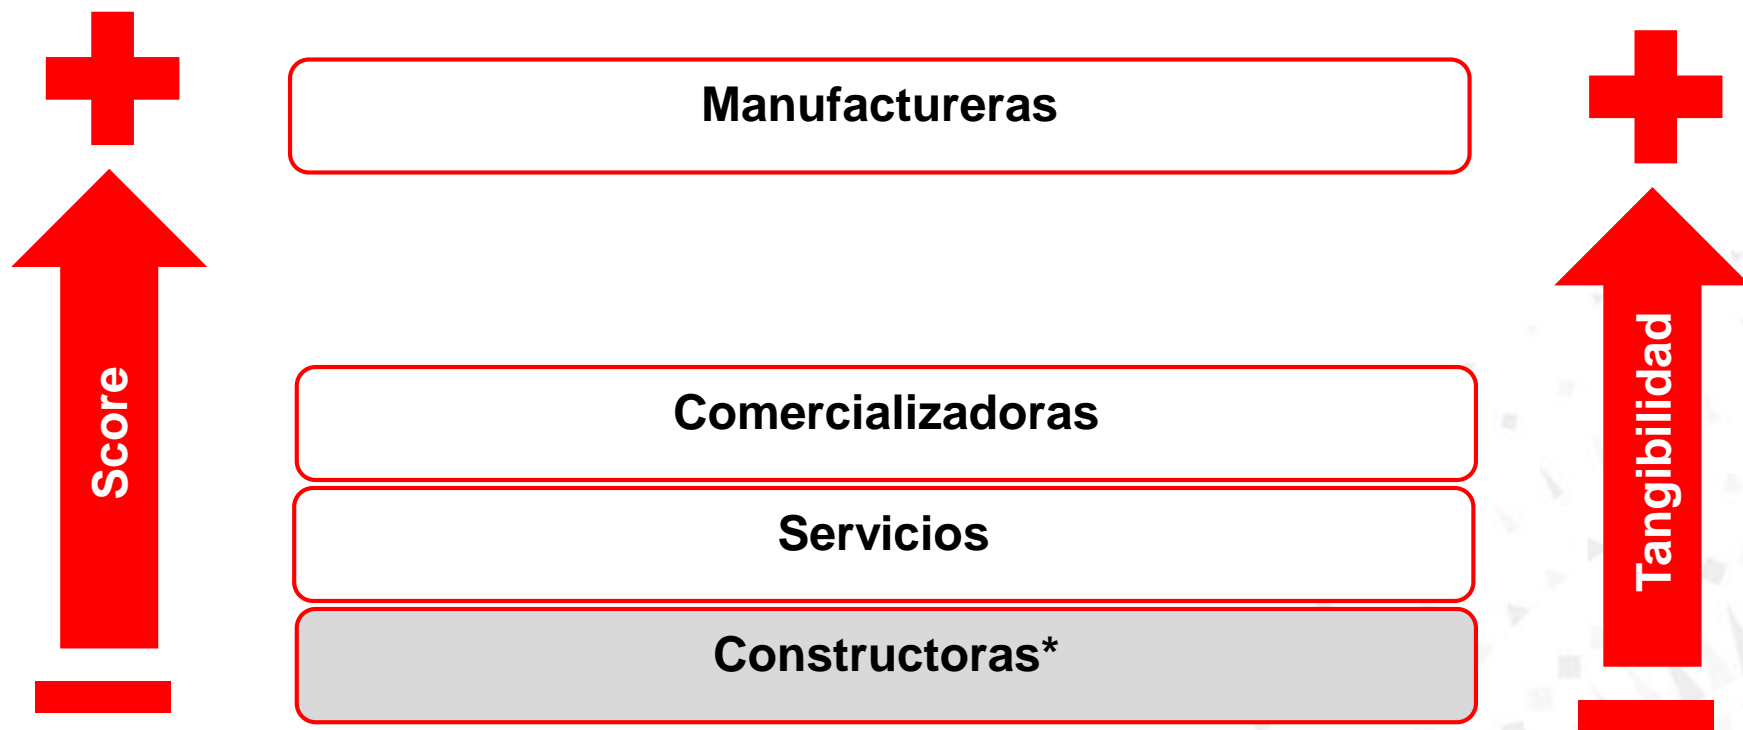 Manufactureras
Score
Comercializadoras
Servicios
Constructoras*
Tangibilidad